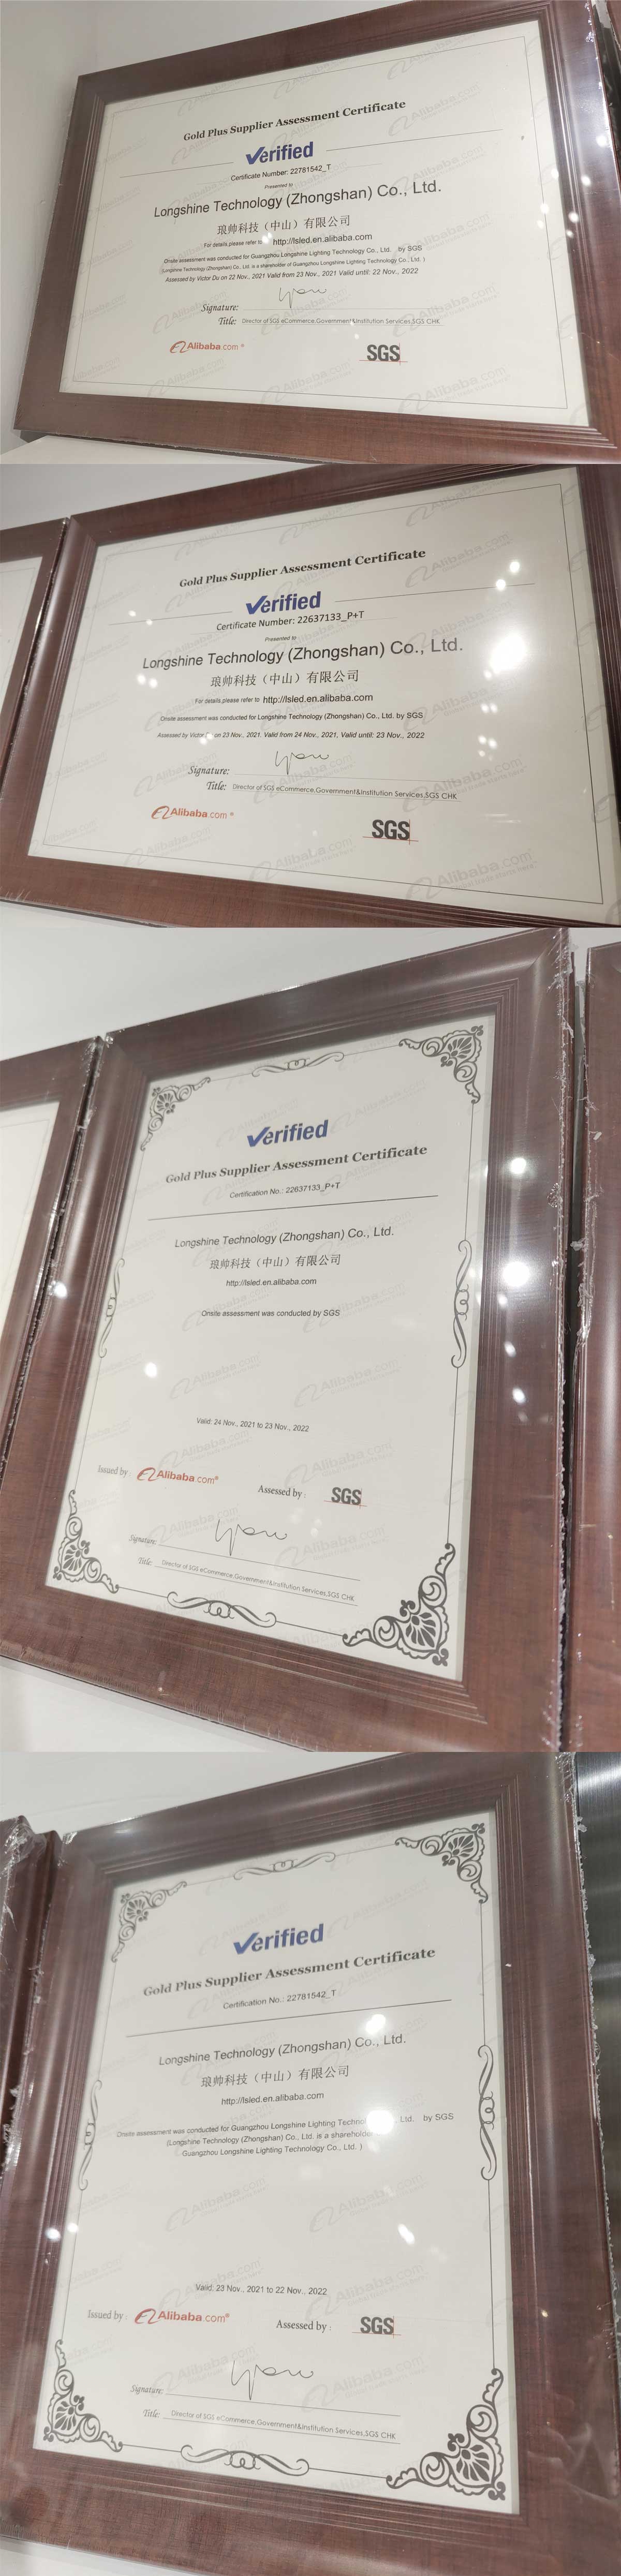 Gold Plus Supplier Assessment Certificate
Verified
Certificate Number: 22781542_T
Presented to
Longshine Technology (Zhongshan) Co., Ltd.
琅帅科技（中山）有限公司
For details please refer to http://lsled.en.alibaba.com
Onsite assessment was conducted for Guangzhou Longshine Lighting Technology Co., Ltd. by SGS
(Longshine Technology (Zhongshan) Co., Ltd. is a shareholder of Guangzhou Longshine Lighting Technology Co., Ltd. )
Assessed by Victor Du on 22 Nov., 2021 Valid from 23 Nov., 2021 Valid until: 22 Nov., 2022
Signature:
Title: Director of SGS eCommerce,Government&Institution Services,SGS CHK
Alibaba.com® SGS
Gold Plus Supplier Assessment Certificate
Verified
Certificate Number: 22637133_P+T
Presented to
Longshine Technology (Zhongshan) Co., Ltd.
琅帅科技（中山）有限公司
For details please refer to http://lsled.en.alibaba.com
Onsite assessment was conducted for Longshine Technology (Zhongshan) Co., Ltd. by SGS
Assessed by Victor on 23 Nov., 2021. Valid from 24 Nov., 2021, Valid until: 23 Nov., 2022
Signature:
Title: Director of SGS eCommerce,Government&Institution Services,SGS CHK
Alibaba.com® SGS
Verified
Gold Plus Supplier Assessment Certificate
Certification No.: 22637133_P+T
Longshine Technology (Zhongshan) Co., Ltd.
琅帅科技（中山）有限公司
http://lsled.en.alibaba.com
Onsite assessment was conducted by SGS
Valid: 24 Nov., 2021 to 23 Nov., 2022
Issued by : Alibaba.com® Assessed by : SGS
Signature:
Title: Director of SGS eCommerce,Government&Institution Services,SGS CHK
Verified
Gold Plus Supplier Assessment Certificate
Certification No.: 22781542_T
Longshine Technology (Zhongshan) Co., Ltd.
琅帅科技（中山）有限公司
http://lsled.en.alibaba.com
Onsite assessment was conducted for Guangzhou Longshine Lighting Ltd. by SGS
(Longshine Technology (Zhongshan) Co., Ltd. is a
Guangzhou Longshine Lighting Technology Co., Ltd. )
Valid: 23 Nov., 2021 to 22 Nov., 2022
Issued by : Alibaba.com® Assessed by : SGS
Signature:
Title: Director of SGS eCommerce,Government&Institution Services,SGS CHK